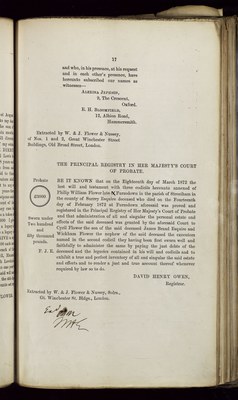 17
and who, in his presence, at his request
and in each other's presence, have
hereunto subscribed our names as
witnesses—
Alberta Jackson,
9, The Crescent,
Oxford.
E. H. Bloomfield,
12, Albion Road,
Hammersmith.
Extracted by W. & J. Flower & Nussey,
of Nos. 1 and 2, Great Winchester Street
Buildings, Old Broad Street, London.
THE PRINCIPAL REGISTRY IN HER MAJESTY'S COURT
OF PROBATE.
Probate
BE IT KNOWN that on the Eighteenth day of March 1872 the
last will and testament with three codicils hereunto annexed of
Philip William Flower late Furzedown in the parish of Streatham in
the county of Surrey Esquire deceased who died on the Fourteenth
day of February 1872 at Furzedown aforesaid was proved and
registered in the Principal Registry of Her Majesty's Court of Probate
and that administration of all and singular the personal estate and
effects of the said deceased was granted by the aforesaid Court to
Cyril Flower the son of the said deceased James Bread Esquire and
Wickham Flower the nephew of the said deceased the executors
named in the second codicil they having been first sworn well and
faithfully to administer the same by paying the just debts of the
deceased and the legacies contained in his will and codicils and to
exhibit a true and perfect inventory of all and singular the said estate
and effects and to render a just and true account thereof whenever
required by law so to do.
Sworn under
Two hundred
and
fifty thousand
pounds.
DAVID HENRY OWEN,
Registrar.
Extracted by W. & J. Flower & Nussey, Solrs.,
Gt. Winchester St. Bldgs., London.